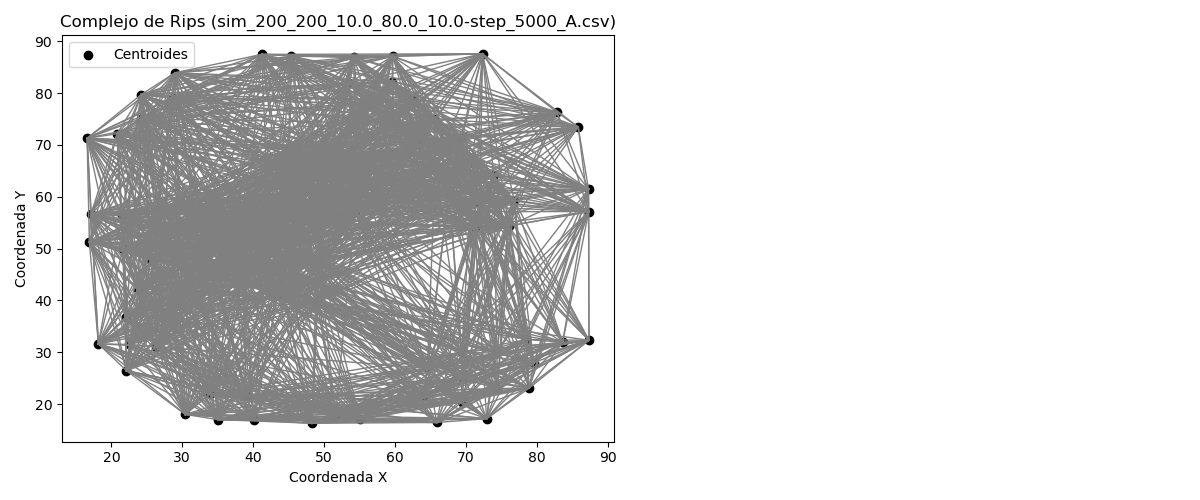 Complejo de Rips (sim_200_200_10.0_80.0_10.0-step_5000_A.csv)
90
Centroides
80
70
60
50
40
30
20
Coordenada Y
20 30 40 50 60 70 80 90
Coordenada X